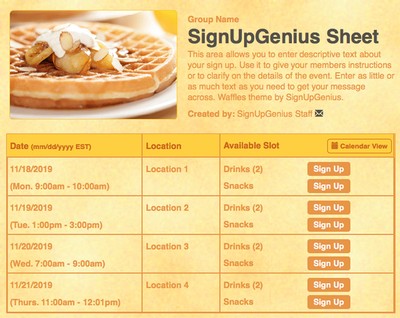 Group Name
SignUpGenius Sheet
This area allows you to enter descriptive text about
your sign up. Use it to give your members instructions
or to clarify on the details of the event. Enter as little or
as much text as you need to get your message
across. Waffles theme by SignUpGenius.
Created by: SignUpGenius Staff
Date (mm/dd/yyyy EST) Location Available Slot Calendar View
11/18/2019 Location 1 Drinks (2) Sign Up
(Mon. 9:00am - 10:00am) Snacks Sign Up
11/19/2019 Location 2 Drinks (2) Sign Up
(Tue. 1:00pm - 3:00pm) Snacks Sign Up
11/20/2019 Location 3 Drinks (2) Sign Up
(Wed. 7:00am - 9:00am) Snacks Sign Up
11/21/2019 Location 4 Drinks (2) Sign Up
(Thurs. 11:00am - 12:01pm) Snacks Sign Up